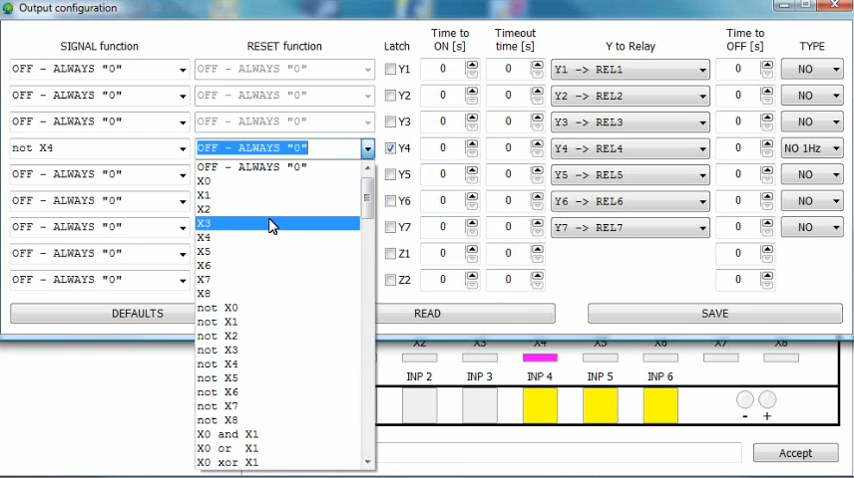 Output configuration
SIGNAL function RESET function Latch Time to ON [s] Timeout time [s] Y to Relay Time to OFF [s] TYPE
OFF - ALWAYS "0" OFF - ALWAYS "0" Y1 0 0 Y1 -> REL1 0 NO
OFF - ALWAYS "0" OFF - ALWAYS "0" Y2 0 0 Y2 -> REL2 0 NO
OFF - ALWAYS "0" OFF - ALWAYS "0" Y3 0 0 Y3 -> REL3 0 NO
not X4 OFF - ALWAYS "0" Y4 0 0 Y4 -> REL4 0 NO 1Hz
OFF - ALWAYS "0" Y5 0 0 Y5 -> REL5 0 NO
OFF - ALWAYS "0" Y6 0 0 Y6 -> REL6 0 NO
OFF - ALWAYS "0" Y7 0 0 Y7 -> REL7 0 NO
OFF - ALWAYS "0" Z1 0 0 0
OFF - ALWAYS "0" Z2 0 0 0
OFF - ALWAYS "0"
X0
X1
X2
X3
X4
X5
X6
X7
X8
not X0
not X1
not X2
not X3
not X4
not X5
not X6
not X7
not X8
X0 and X1
X0 or X1
X0 xor X1
DEFAULTS READ SAVE
X2 X3 X4 X5 X6 X7 X8
INP 2 INP 3 INP 4 INP 5 INP 6
- +
Accept